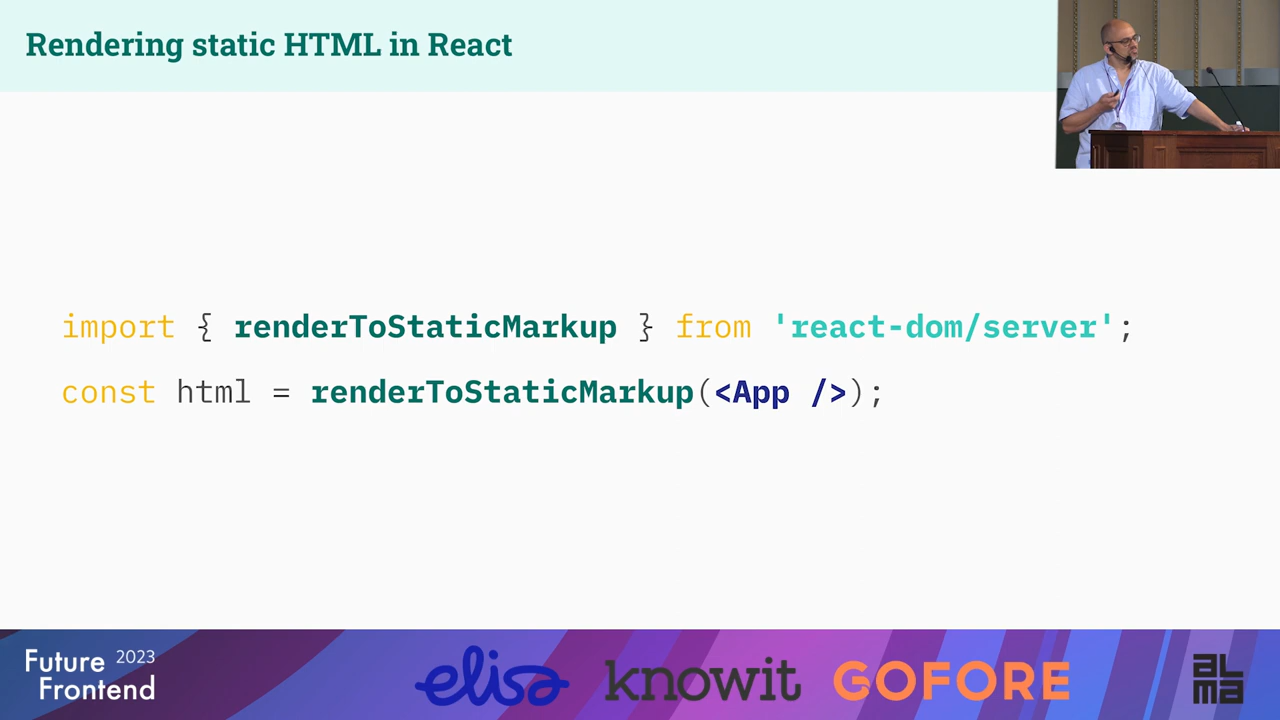 Rendering static HTML in React
import { renderToStaticMarkup } from 'react-dom/server';
const html = renderToStaticMarkup(<App />);
Future 2023
Frontend
elisa
knowit
GOFORE
ALMA